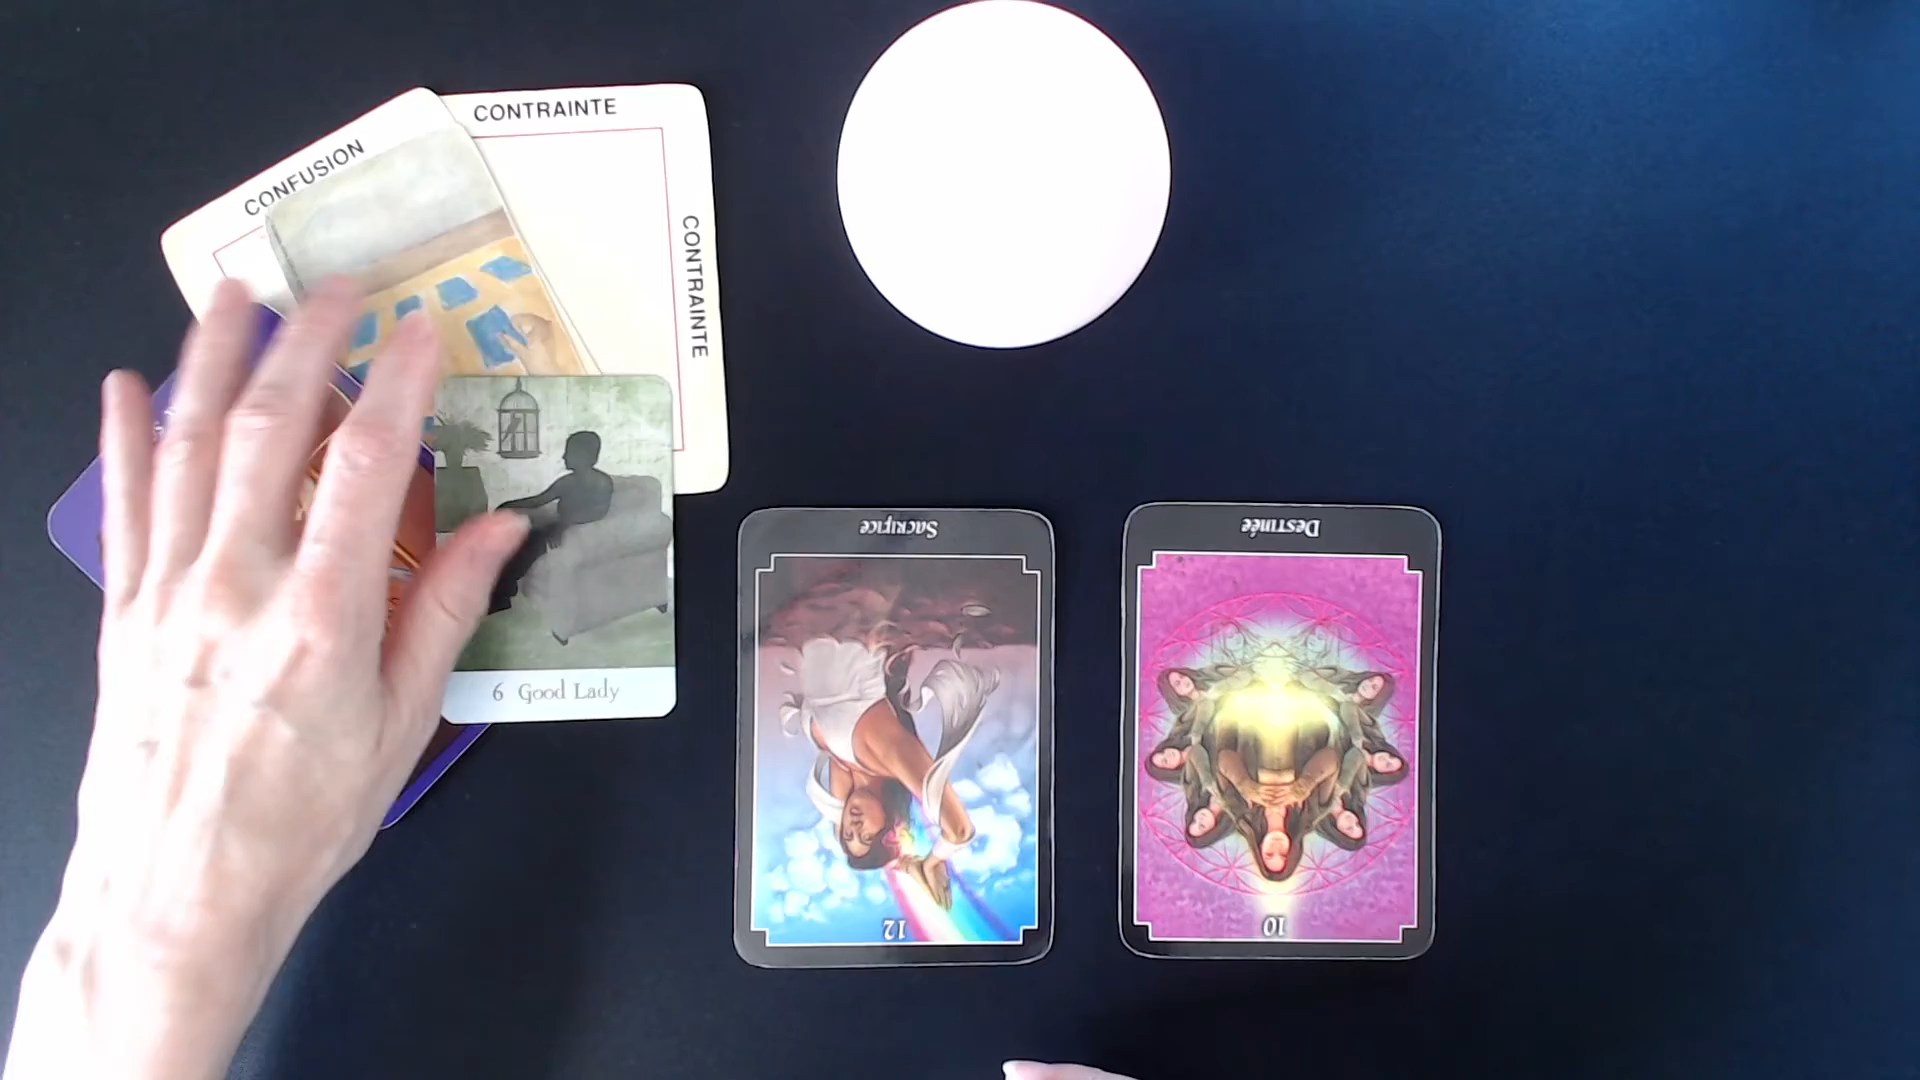 CONTRAINTE
CONFUSION
CONTRAINTE
6 Good Lady
Sacrifice
Destinée
12
10